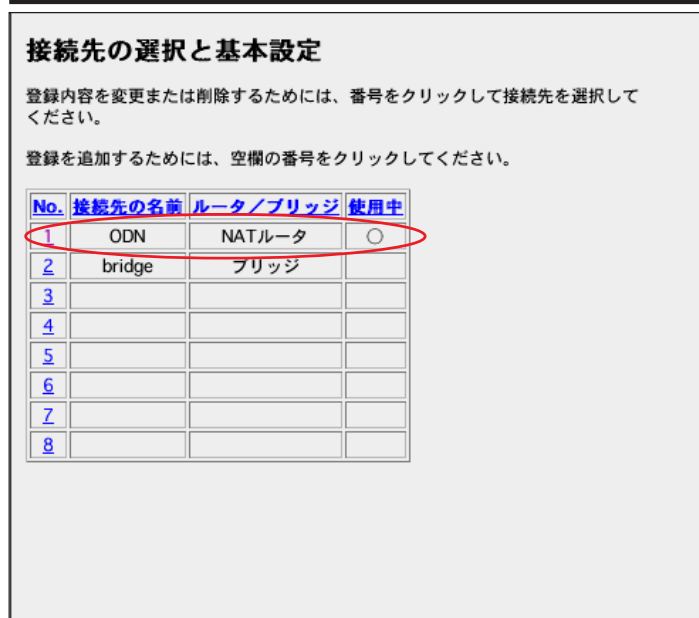 接続先の選択と基本設定
登録内容を変更または削除するためには、番号をクリックして接続先を選択して
ください。
登録を追加するためには、空欄の番号をクリックしてください。
No. 接続先の名前 ルータ／ブリッジ 使用中
1 ODN NATルータ ○
2 bridge ブリッジ
3
4
5
6
7
8